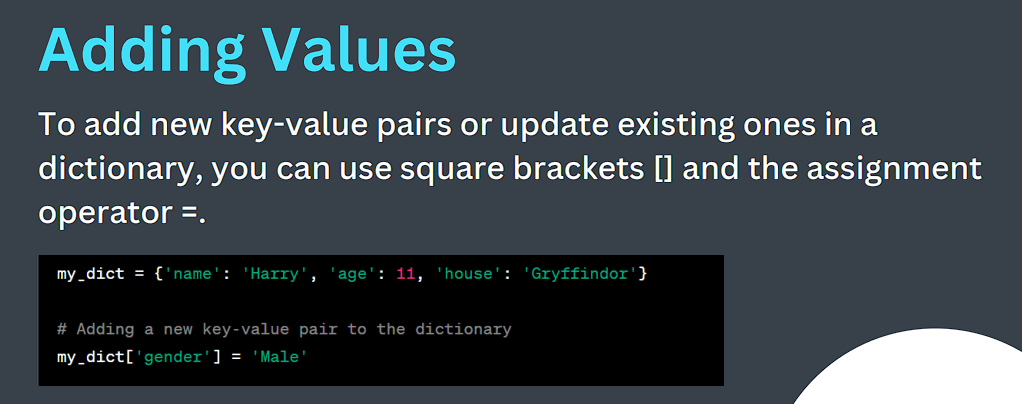 Adding Values
To add new key-value pairs or update existing ones in a
dictionary, you can use square brackets [] and the assignment
operator =.
my_dict = {'name': 'Harry', 'age': 11, 'house': 'Gryffindor'}
# Adding a new key-value pair to the dictionary
my_dict['gender'] = 'Male'